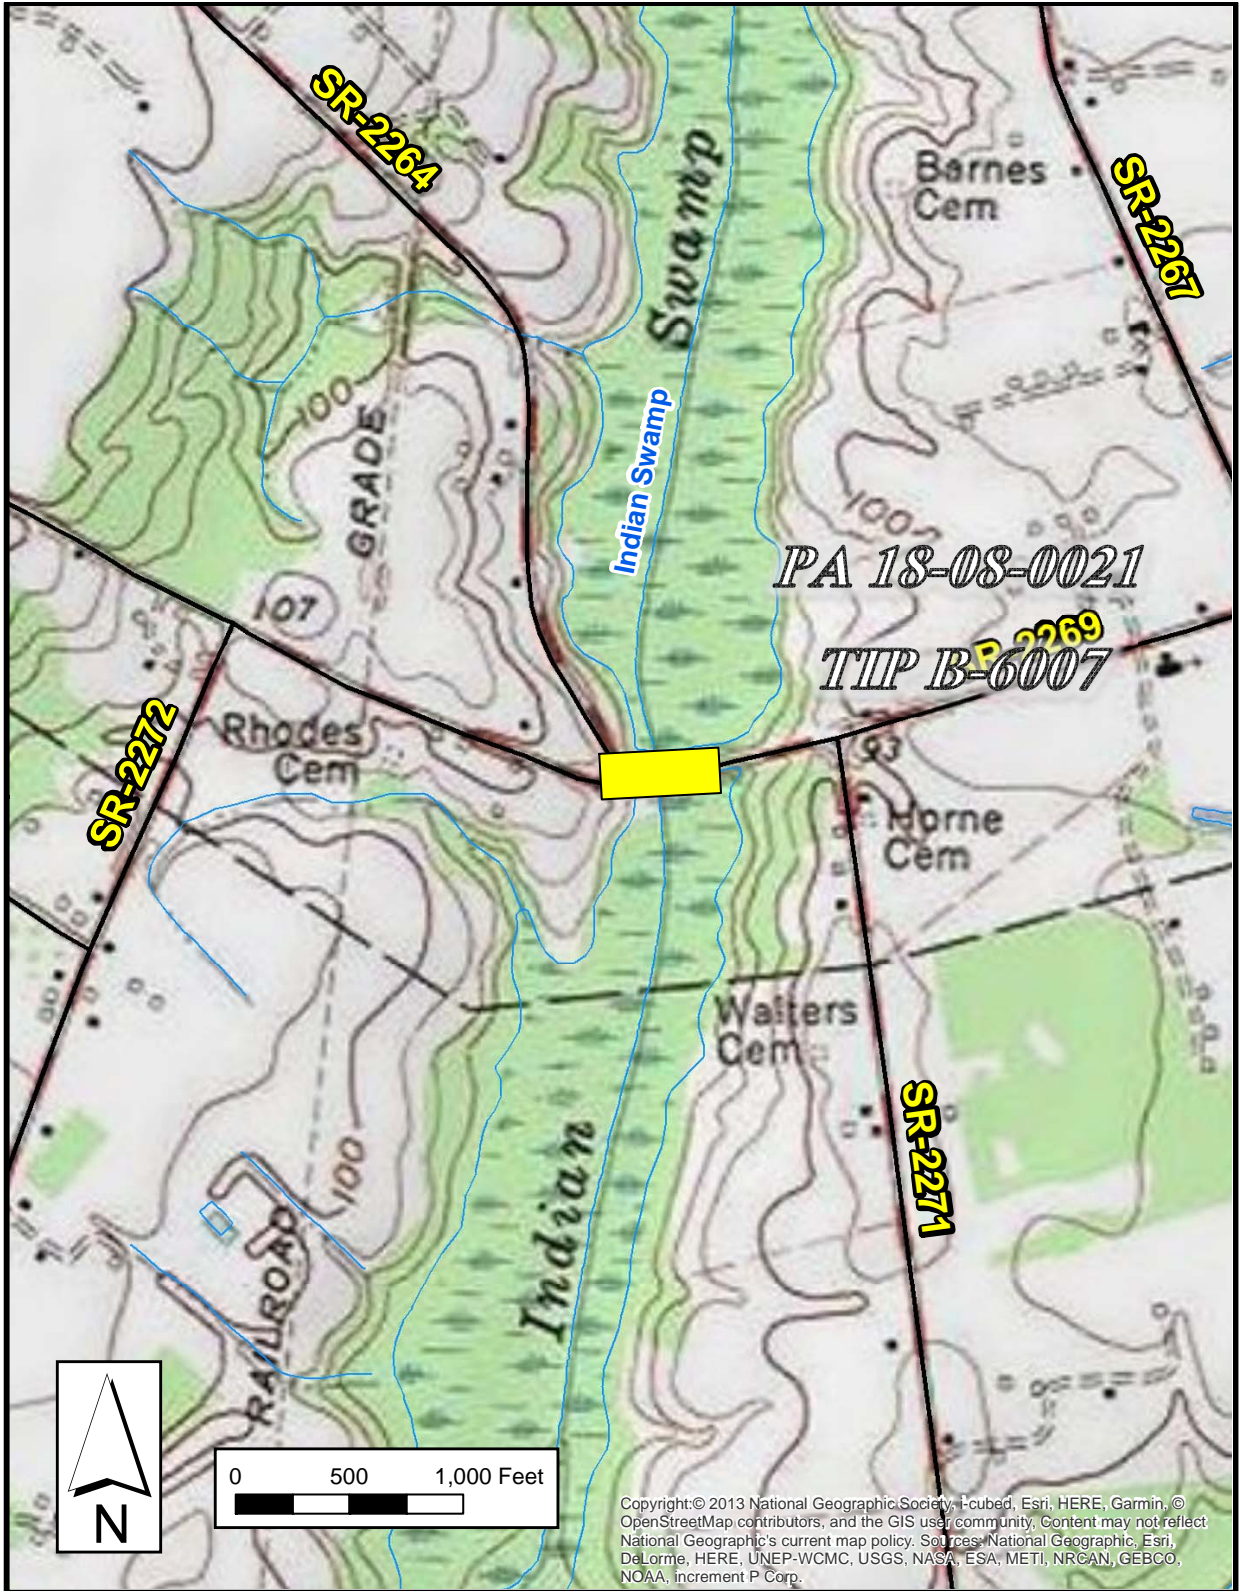 SR-2264
Swamp
Barnes
Cem
SR-2267
Indian Swamp
100
GRADE
100
PA 18-08-0021
107
2269
TIP B-6007
SR-2272
Rhodes
Cem
93
Horne
Cem
Walters
Cem
Indian
SR-2271
100
RAILROAD
N
0 500 1,000 Feet
Copyright:© 2013 National Geographic Society, i-cubed, Esri, HERE, Garmin, ©
OpenStreetMap contributors, and the GIS user community, Content may not reflect
National Geographic's current map policy. Sources: National Geographic, Esri,
DeLorme, HERE, UNEP-WCMC, USGS, NASA, ESA, METI, NRCAN, GEBCO,
NOAA, increment P Corp.